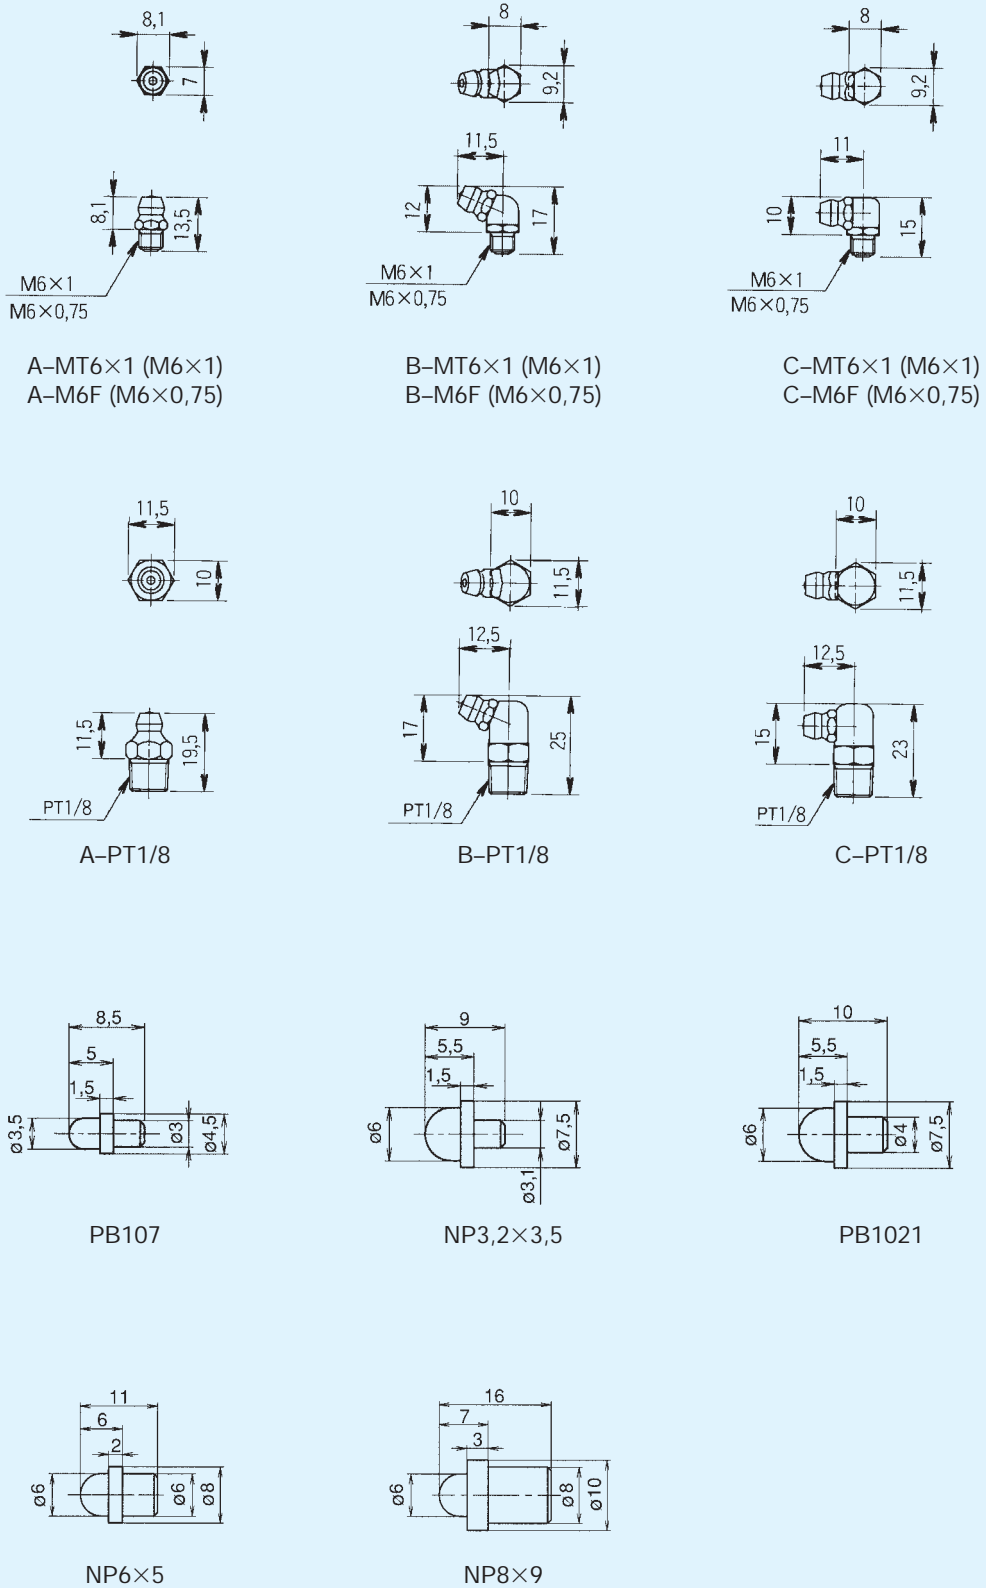 8,1
7
8,1
13,5
M6×1
M6×0,75
A–MT6×1 (M6×1)
A–M6F (M6×0,75)
8
9,2
11,5
12
17
M6×1
M6×0,75
B–MT6×1 (M6×1)
B–M6F (M6×0,75)
8
9,2
11
10
15
M6×1
M6×0,75
C–MT6×1 (M6×1)
C–M6F (M6×0,75)
11,5
10
11,5
19,5
PT1/8
A–PT1/8
10
11,5
12,5
17
25
PT1/8
B–PT1/8
10
11,5
12,5
15
23
PT1/8
C–PT1/8
8,5
5
1,5
ø3,5
ø3
ø4,5
PB107
9
5,5
1,5
ø6
ø7,5
ø3,1
NP3,2×3,5
10
5,5
1,5
ø6
ø4
ø7,5
PB1021
11
6
2
ø6
ø6
ø8
NP6×5
16
7
3
ø6
ø8
ø10
NP8×9